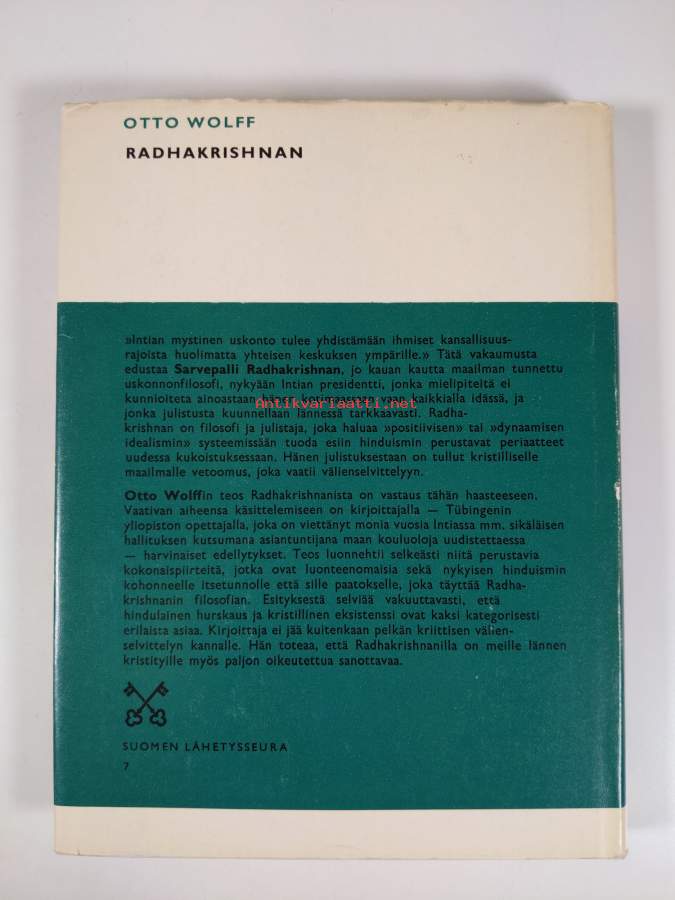 OTTO WOLFF
RADHAKRISHNAN
»Intian mystinen uskonto tulee yhdistämään ihmiset kansallisuus-
rajoista huolimatta yhteisen keskuksen ympärille.» Tätä vakaumusta
edustaa Sarvepalli Radhakrishnan, jo kauan kautta maailman tunnettu
uskonnonfilosofi, nykyään Intian presidentti, jonka mielipiteitä ei
kunnioiteta ainoastaan hänen kotimaassaan vaan kaikkialla idässä, ja
Antikvariaatti.net
jonka julistusta kuunnellaan lännessä tarkkaavasti. Radha-
krishnan on filosofi ja julistaja, joka haluaa »positiivisen» tai »dynaamisen
idealismin» systeemissään tuoda esiin hinduismin perustavat periaatteet
uudessa kukoistuksessaan. Hänen julistuksestaan on tullut kristilliselle
maailmalle vetoomus, joka vaatii välienselvittelyyn.
Otto Wolffin teos Radhakrishnanista on vastaus tähän haasteeseen.
Vaativan aiheensa käsittelemiseen on kirjoittajalla — Tübingenin
yliopiston opettajalla, joka on viettänyt monia vuosia Intiassa mm. sikäläisen
hallituksen kutsumana asiantuntijana maan kouluoloja uudistettaessa
— harvinaiset edellytykset. Teos luonnehtii selkeästi niitä perustavia
kokonaispiirteitä, jotka ovat luonteenomaisia sekä nykyisen hinduismin
kohonneelle itsetunnolle että sille paatokselle, joka täyttää Radha-
krishnanin filosofian. Esityksestä selviää vakuuttavasti, että
hindulainen hurskaus ja kristillinen eksistenssi ovat kaksi kategorisesti
erilaista asiaa. Kirjoittaja ei jää kuitenkaan pelkän kriittisen välien-
selvittelyn kannalle. Hän toteaa, että Radhakrishnanilla on meille lännen
kristityille myös paljon oikeutettua sanottavaa.
SUOMEN LÄHETYSSEURA
7